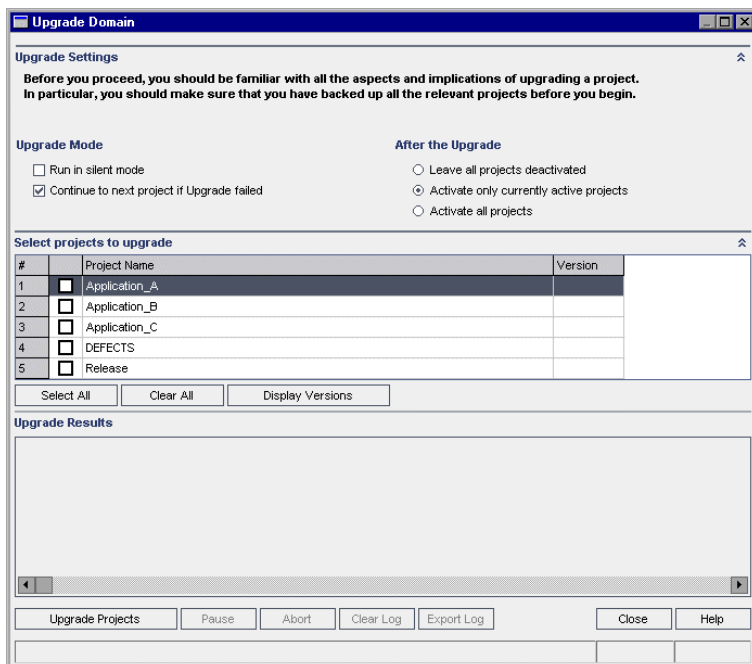 Upgrade Domain
Upgrade Settings
Before you proceed, you should be familiar with all the aspects and implications of upgrading a project.
In particular, you should make sure that you have backed up all the relevant projects before you begin.
Upgrade Mode
After the Upgrade
Run in silent mode
Leave all projects deactivated
Continue to next project if Upgrade failed
Activate only currently active projects
Activate all projects
Select projects to upgrade
# Project Name Version
1 Application_A
2 Application_B
3 Application_C
4 DEFECTS
5 Release
Select All Clear All Display Versions
Upgrade Results
Upgrade Projects Pause Abort Clear Log Export Log Close Help